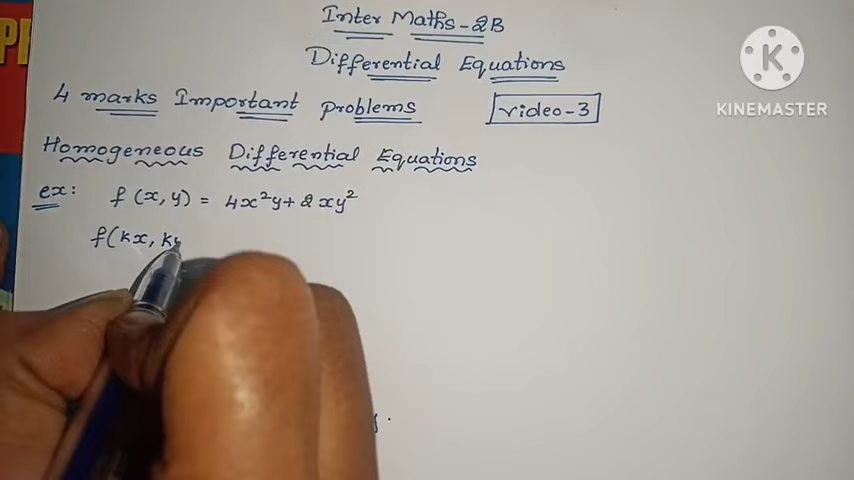 Inter Maths-2B
Differential Equations
4 marks Important Problems
Video-3
Homogeneous Differential Equations
ex: f(x,y) = 4x²y + 2xy²
f(kx, ky
KINEMASTER